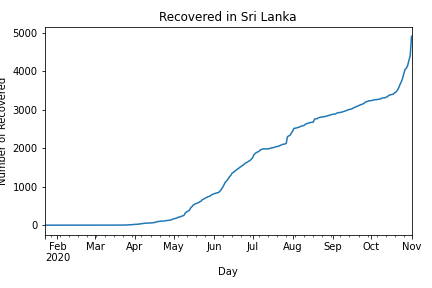 Recovered in Sri Lanka
Number of Recovered
5000
4000
3000
2000
1000
0
Feb Mar Apr May Jun Jul Aug Sep Oct Nov
2020
Day